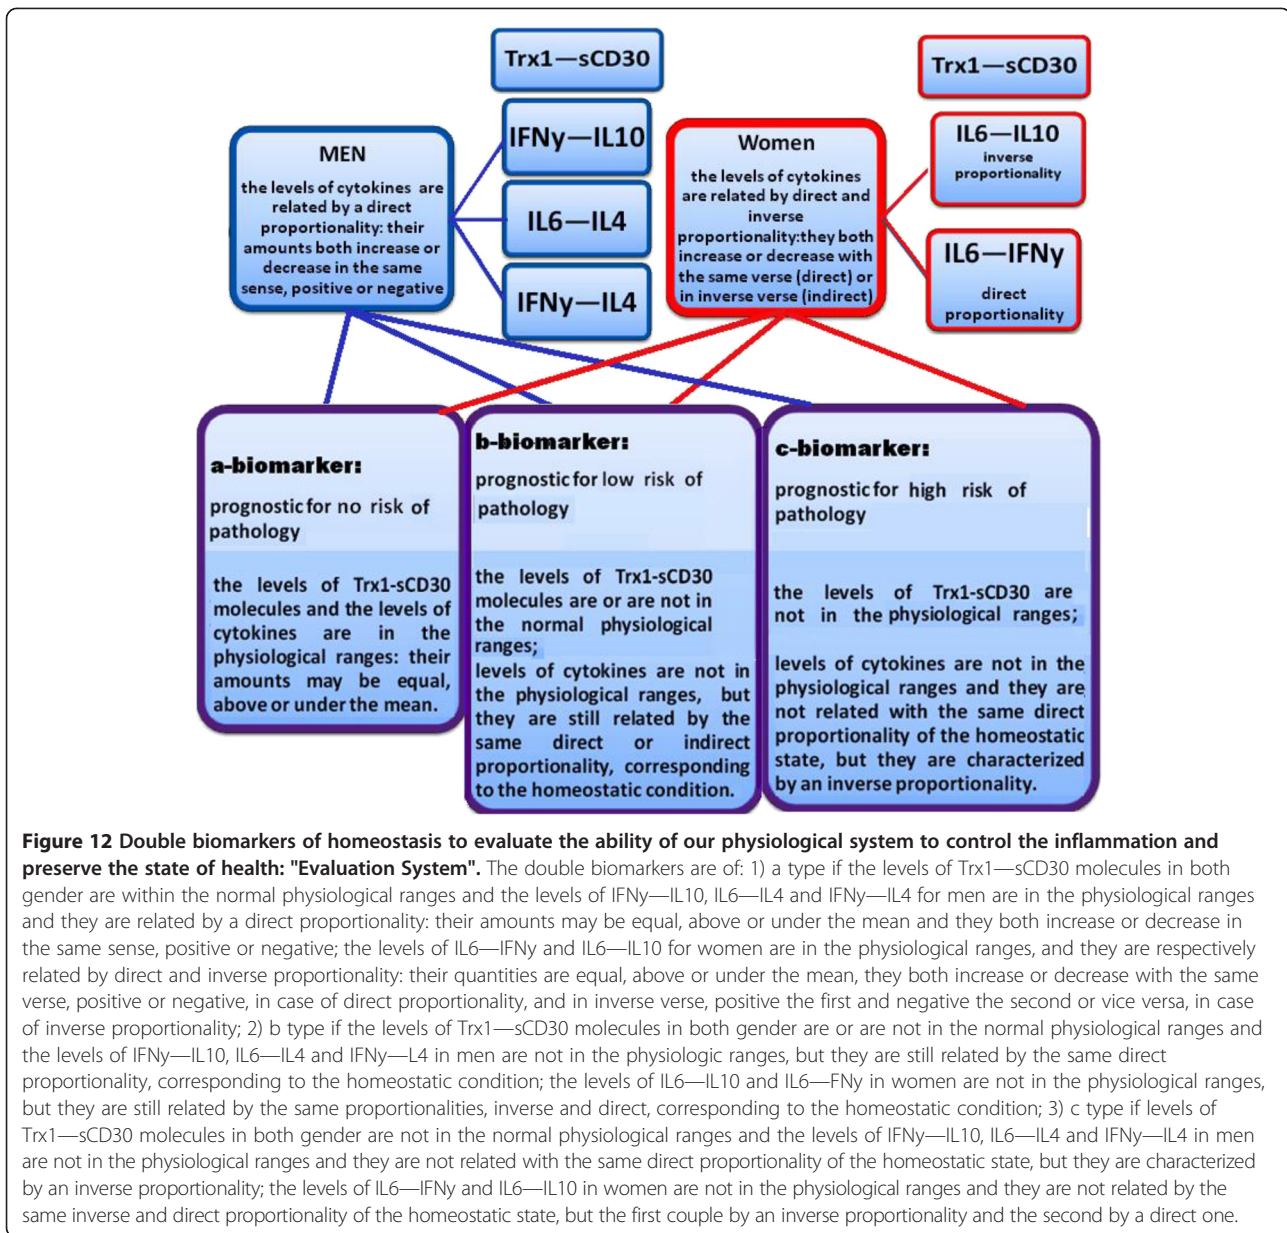 Trx1—sCD30
Trx1—sCD30
MEN
the levels of cytokines are
related by a direct
proportionality: their
amounts both increase or
decrease in the same
sense, positive or negative
IFNy—IL10
IL6—IL4
IFNy—IL4
Women
the levels of cytokines
are related by direct and
inverse
proportionality:they both
increase or decrease with
the same verse (direct) or
in inverse verse (indirect)
IL6—IL10
inverse
proportionality
IL6—IFNy
direct
proportionality
a-biomarker:
prognostic for no risk of
pathology
the levels of Trx1-sCD30
molecules and the levels of
cytokines are in the
physiological ranges: their
amounts may be equal,
above or under the mean.
b-biomarker:
prognostic for low risk of
pathology
the levels of Trx1-sCD30
molecules are or are not in
the normal physiological
ranges;
levels of cytokines are not in
the physiological ranges, but
they are still related by the
same direct or indirect
proportionality, corresponding
to the homeostatic condition.
c-biomarker:
prognostic for high risk of
pathology
the levels of Trx1-sCD30 are
not in the physiological ranges;
levels of cytokines are not in the
physiological ranges and they are
not related with the same direct
proportionality of the homeostatic
state, but they are characterized
by an inverse proportionality.
Figure 12 Double biomarkers of homeostasis to evaluate the ability of our physiological system to control the inflammation and
preserve the state of health: "Evaluation System". The double biomarkers are of: 1) a type if the levels of Trx1—sCD30 molecules in both
gender are within the normal physiological ranges and the levels of IFNy—IL10, IL6—IL4 and IFNy—IL4 for men are in the physiological ranges
and they are related by a direct proportionality: their amounts may be equal, above or under the mean and they both increase or decrease in
the same sense, positive or negative; the levels of IL6—IFNy and IL6—IL10 for women are in the physiological ranges, and they are respectively
related by direct and inverse proportionality: their quantities are equal, above or under the mean, they both increase or decrease with the same
verse, positive or negative, in case of direct proportionality, and in inverse verse, positive the first and negative the second or vice versa, in case
of inverse proportionality; 2) b type if the levels of Trx1—sCD30 molecules in both gender are or are not in the normal physiological ranges and
the levels of IFNy—IL10, IL6—IL4 and IFNy—L4 in men are not in the physiologic ranges, but they are still related by the same direct
proportionality, corresponding to the homeostatic condition; the levels of IL6—IL10 and IL6—FNy in women are not in the physiological ranges,
but they are still related by the same proportionalities, inverse and direct, corresponding to the homeostatic condition; 3) c type if levels of
Trx1—sCD30 molecules in both gender are not in the normal physiological ranges and the levels of IFNy—IL10, IL6—IL4 and IFNy—IL4 in men
are not in the physiological ranges and they are not related with the same direct proportionality of the homeostatic state, but they are characterized
by an inverse proportionality; the levels of IL6—IFNy and IL6—IL10 in women are not in the physiological ranges and they are not related by the
same inverse and direct proportionality of the homeostatic state, but the first couple by an inverse proportionality and the second by a direct one.